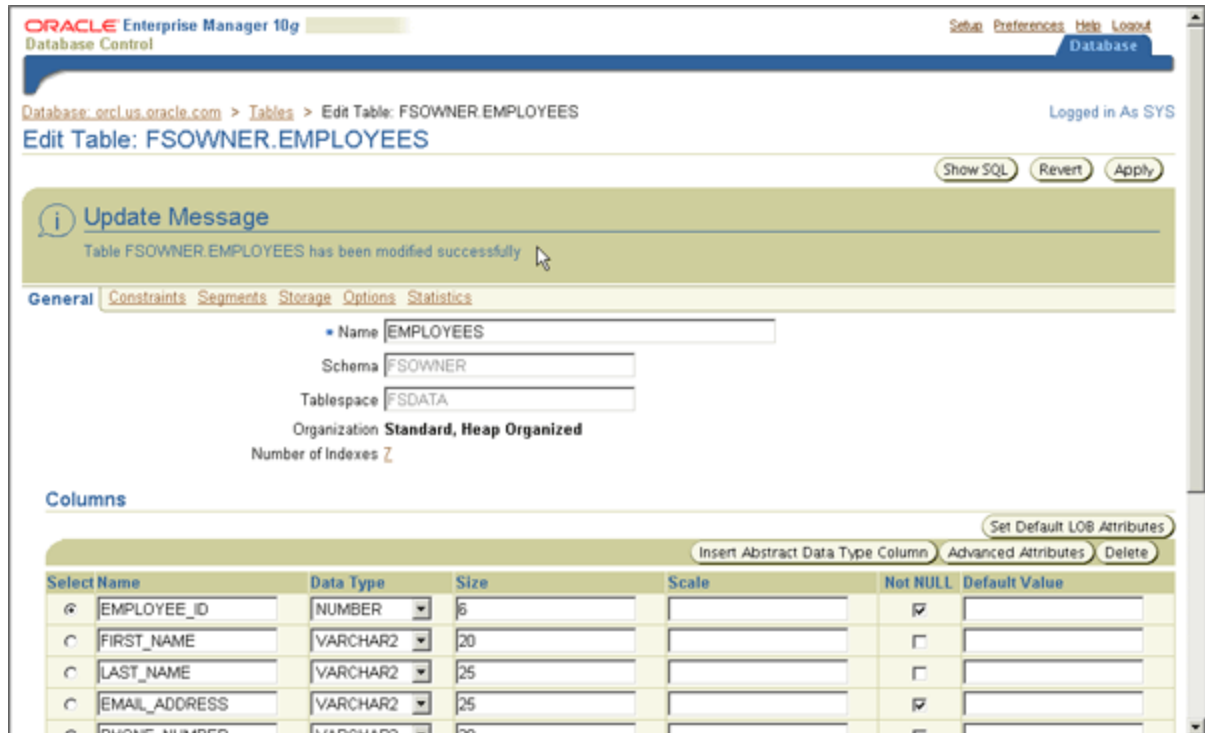 ORACLE Enterprise Manager 10g
Database Control
Setup Preferences Help Logout
Database
Database: orcl.us.oracle.com > Tables > Edit Table: FSOWNER.EMPLOYEES
Logged in As SYS
Edit Table: FSOWNER.EMPLOYEES
Show SQL Revert Apply
Update Message
Table FSOWNER.EMPLOYEES has been modified successfully
General Constraints Segments Storage Options Statistics
Name EMPLOYEES
Schema FSOWNER
Tablespace FSDATA
Organization Standard, Heap Organized
Number of Indexes 7
Columns
Set Default LOB Attributes
Insert Abstract Data Type Column Advanced Attributes Delete
Select Name Data Type Size Scale Not NULL Default Value
EMPLOYEE_ID NUMBER 6
FIRST_NAME VARCHAR2 20
LAST_NAME VARCHAR2 25
EMAIL_ADDRESS VARCHAR2 25
PHONE_NUMBER VARCHAR2 20